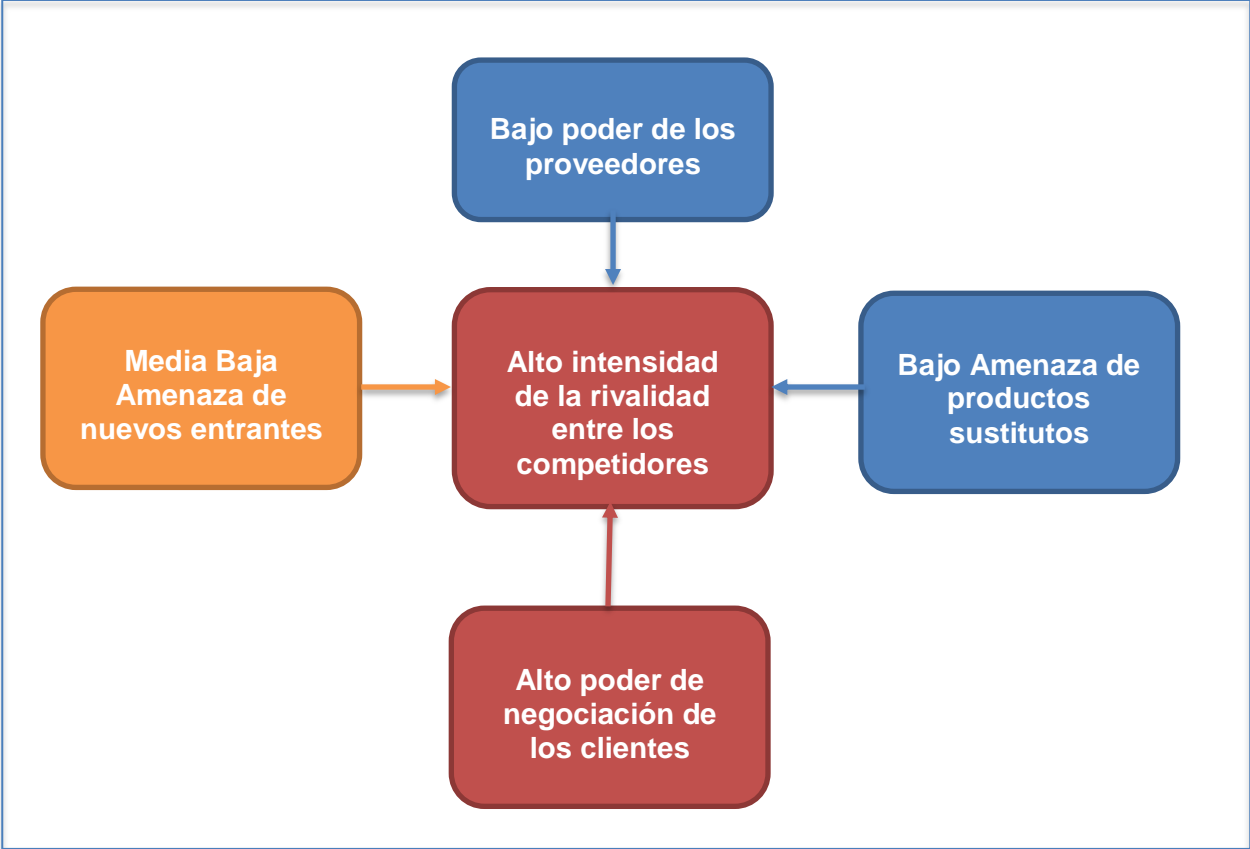 Bajo poder de los
proveedores
Media Baja
Amenaza de
nuevos entrantes
Alto intensidad
de la rivalidad
entre los
competidores
Bajo Amenaza de
productos
sustitutos
Alto poder de
negociación de
los clientes